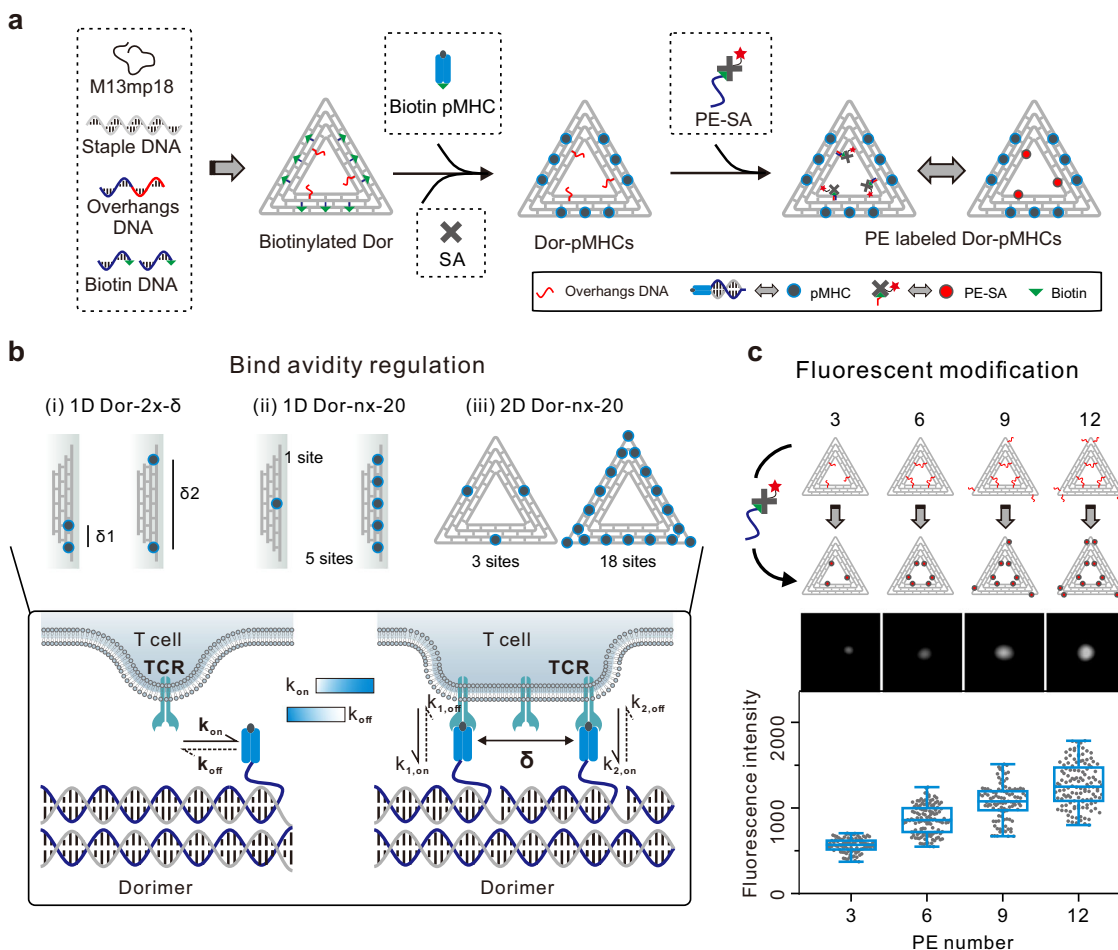 a
M13mp18
Staple DNA
Overhangs
DNA
Biotin DNA
Biotinylated Dor
Biotin pMHC
SA
Dor-pMHCs
PE-SA
PE labeled Dor-pMHCs
Overhangs DNA
pMHC
PE-SA
Biotin
b
Bind avidity regulation
(i) 1D Dor-2x-δ
(ii) 1D Dor-nx-20
(iii) 2D Dor-nx-20
δ1
δ2
1 site
5 sites
3 sites
18 sites
T cell
TCR
kon
koff
kon
koff
Dorimer
T cell
TCR
k1,off
k1,on
δ
k2,off
k2,on
Dorimer
c
Fluorescent modification
3
6
9
12
Fluorescence intensity
2000
1000
0
3
6
9
12
PE number